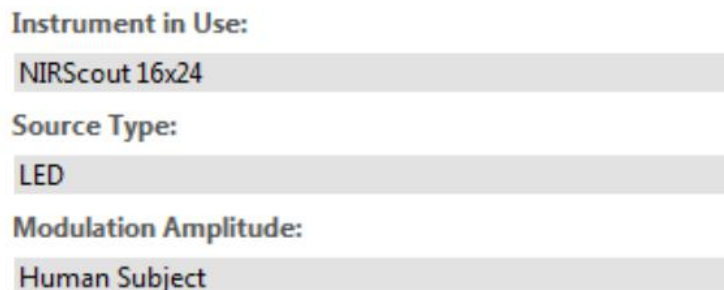 Instrument in Use:
NIRScout 16x24
Source Type:
LED
Modulation Amplitude:
Human Subject